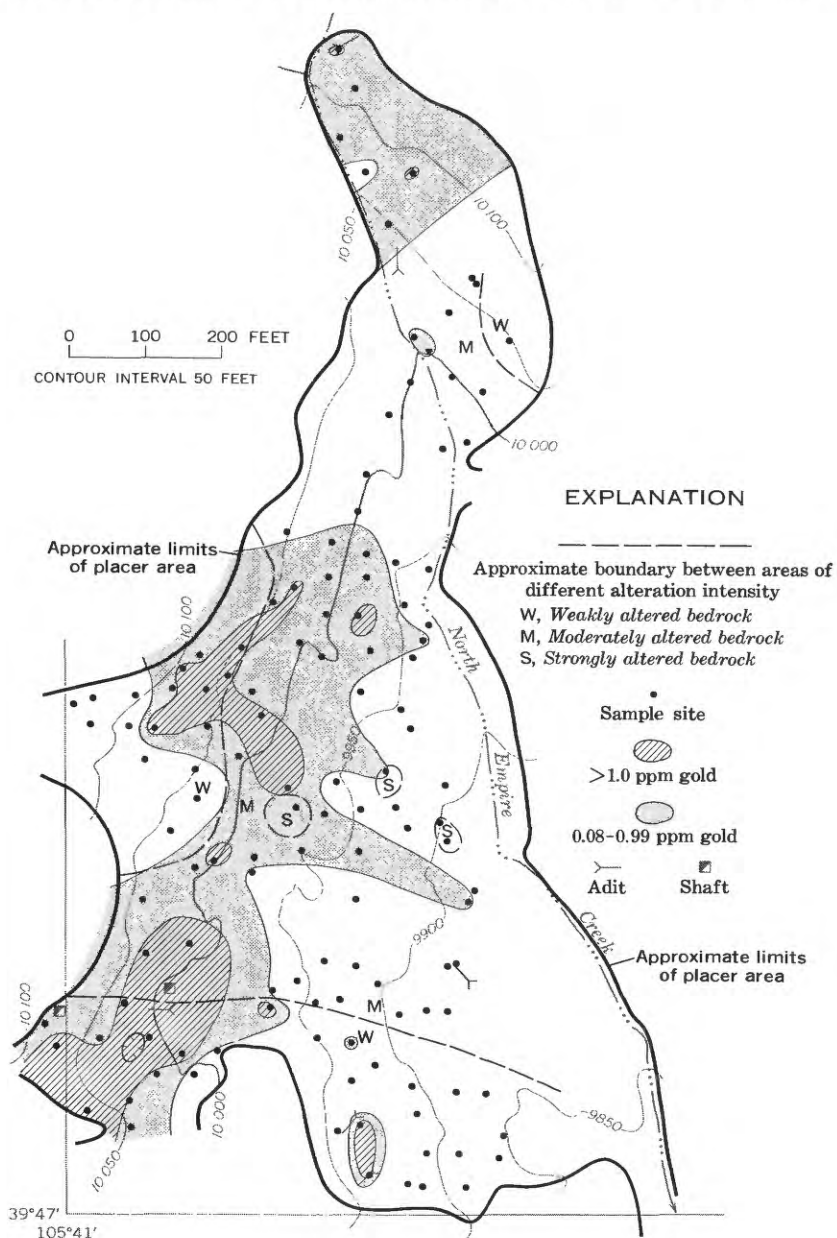 10 050
10 100
0 100 200 FEET
CONTOUR INTERVAL 50 FEET
W
M
10 000
EXPLANATION
Approximate limits
of placer area
Approximate boundary between areas of
different alteration intensity
W, Weakly altered bedrock
M, Moderately altered bedrock
S, Strongly altered bedrock
10 100
North
Sample site
9950
W
M
S
S
S
Empire
>1.0 ppm gold
0.08-0.99 ppm gold
Adit Shaft
9900
Creek
Approximate limits
of placer area
10 100
M
W
10 000
10 050
9850
39°47'
105°41'